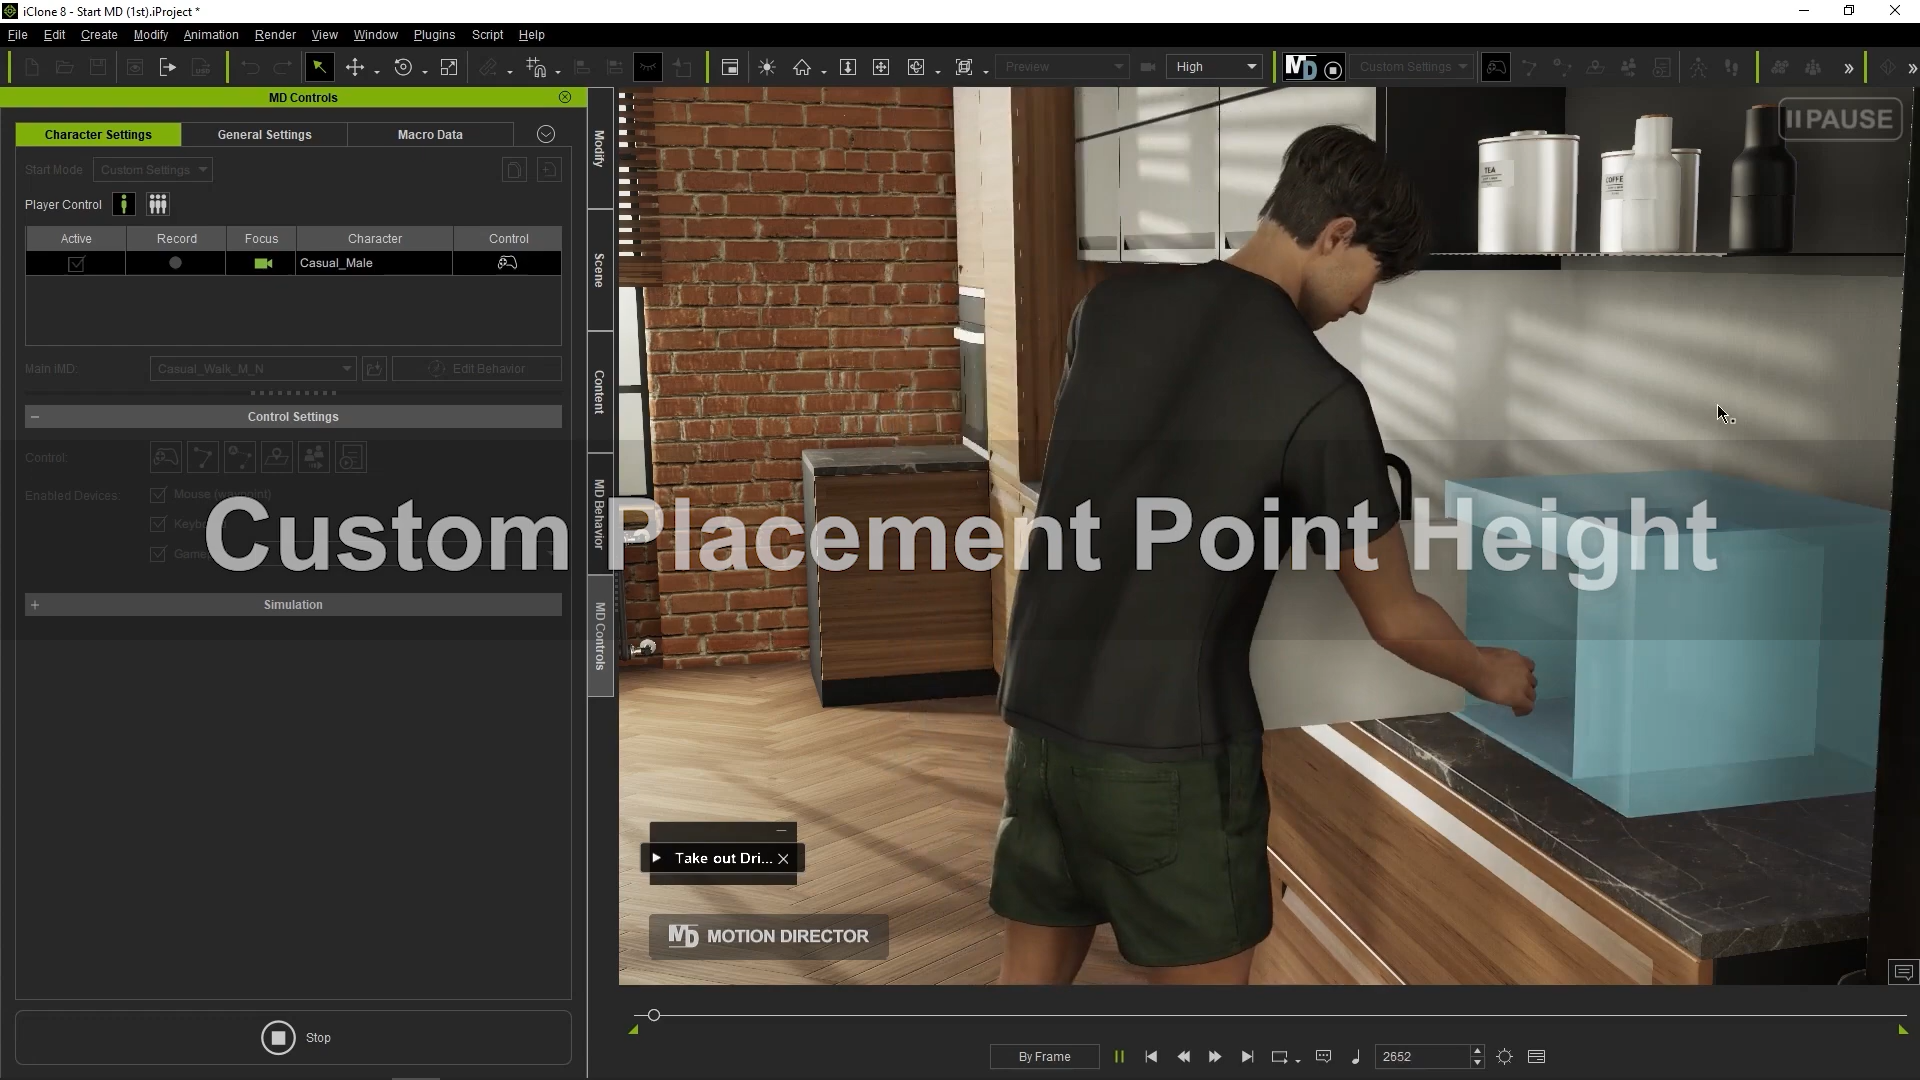 iClone 8 - Start MD (1st).iProject *
File Edit Create Modify Animation Render View Window Plugins Script Help
Preview
High
MD
Custom Settings
MD Controls
Character Settings
General Settings
Macro Data
Start Mode
Custom Settings
Player Control
Active Record Focus Character Control
Casual_Male
Main iMD:
Casual_Walk_M_N
Edit Behavior
Control Settings
Control:
Enabled Devices:
Mouse (waypoint)
Simulation
Stop
Modify
Scene
Content
MD Behavior
MD Controls
PAUSE
TEA
Custom Placement Point Height
Take out Dri...
MD MOTION DIRECTOR
By Frame
2652